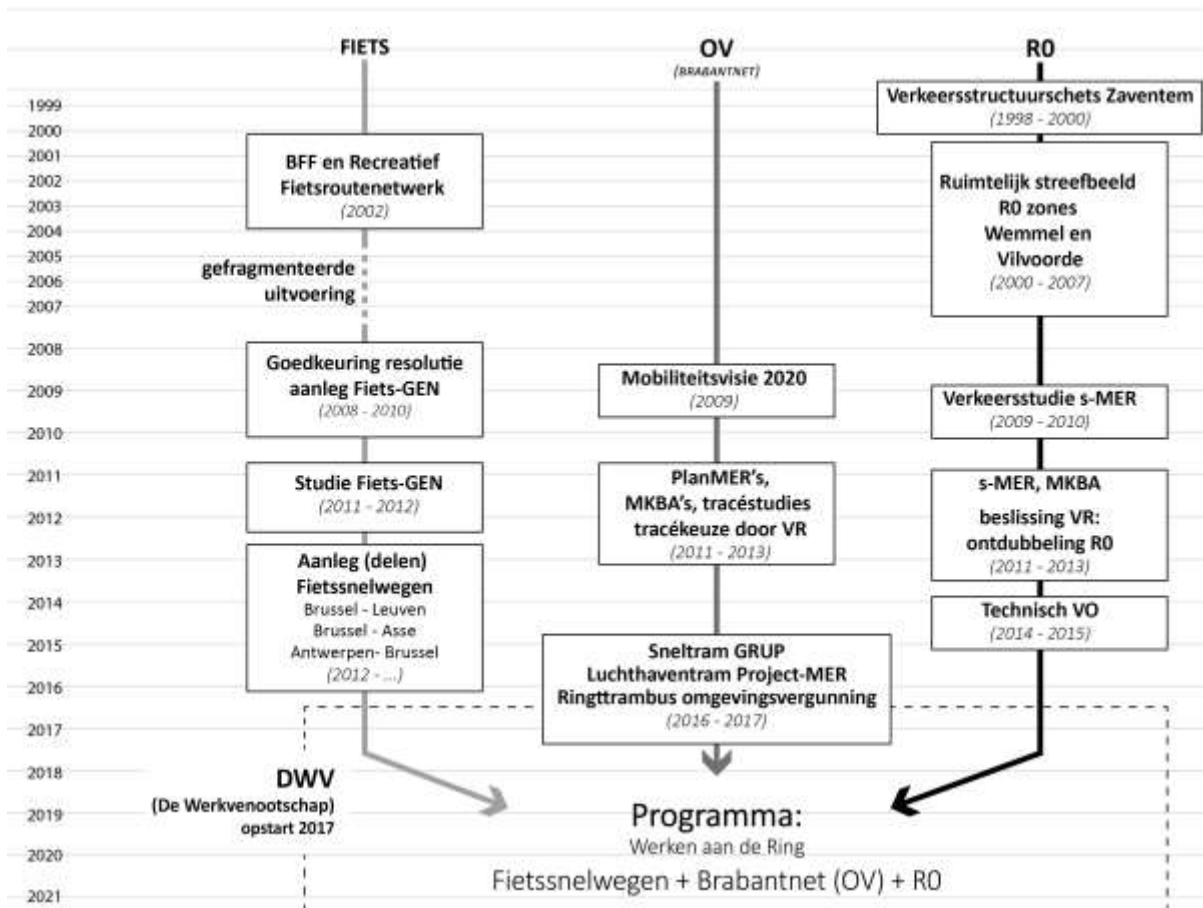 FIETS
OV
(BRABANTNET)
R0
1999
2000
2001
2002
2003
2004
2005
2006
2007
2008
2009
2010
2011
2012
2013
2014
2015
2016
2017
2018
2019
2020
2021
BFF en Recreatief
Fietsroutenetwerk
(2002)
gefragmenteerde
uitvoering
Goedkeuring resolutie
aanleg Fiets-GEN
(2008 - 2010)
Studie Fiets-GEN
(2011 - 2012)
Aanleg (delen)
Fietssnelwegen
Brussel - Leuven
Brussel - Asse
Antwerpen- Brussel
(2012 - ...)
Mobiliteitsvisie 2020
(2009)
PlanMER's,
MKBA's, tracéstudies
tracékeuze door VR
(2011 - 2013)
Sneltram GRUP
Luchthaventram Project-MER
Ringttrambus omgevingsvergunning
(2016 - 2017)
Verkeersstructuurschets Zaventem
(1998 - 2000)
Ruimtelijk streefbeeld
R0 zones
Wemmel en
Vilvoorde
(2000 - 2007)
Verkeersstudie s-MER
(2009 - 2010)
s-MER, MKBA
beslissing VR:
ontdubbeling R0
(2011 - 2013)
Technisch VO
(2014 - 2015)
DWV
(De Werkvenootschap)
opstart 2017
Programma:
Werken aan de Ring
Fietssnelwegen + Brabantnet (OV) + R0